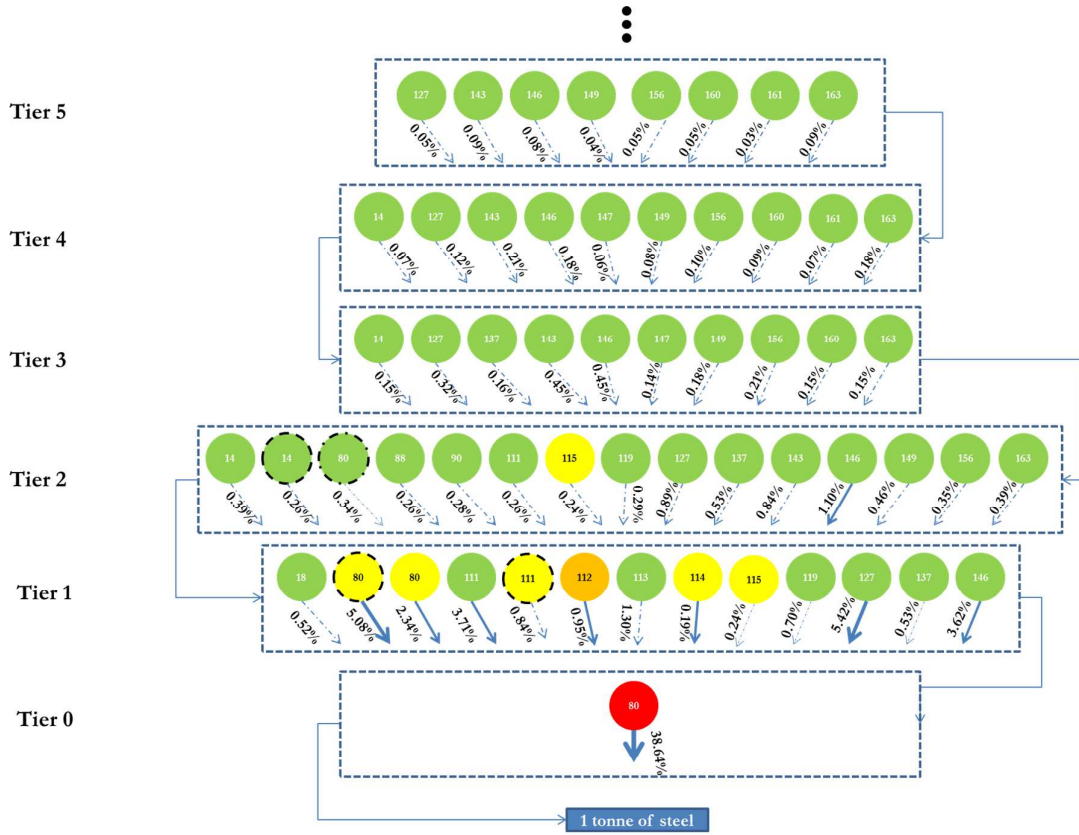 Tier 5
127 143 146 149 156 160 161 163
0.05% 0.09% 0.08% 0.04% 0.05% 0.05% 0.03% 0.09%
Tier 4
14 127 143 146 147 149 156 160 161 163
0.07% 0.12% 0.21% 0.18% 0.06% 0.08% 0.10% 0.09% 0.07% 0.18%
Tier 3
14 127 137 143 146 147 149 156 160 163
0.15% 0.32% 0.16% 0.45% 0.45% 0.14% 0.18% 0.21% 0.15% 0.15%
Tier 2
14 14 80 88 90 111 115 119 127 137 143 146 149 156 163
0.39% 0.26% 0.34% 0.26% 0.28% 0.26% 0.24% 0.29% 0.89% 0.53% 0.84% 1.10% 0.46% 0.35% 0.39%
Tier 1
18 80 80 111 111 112 113 114 115 119 127 137 146
0.52% 5.08% 2.34% 3.71% 0.84% 0.95% 1.30% 0.19% 0.24% 0.70% 5.42% 0.53% 3.62%
Tier 0
80
38.64%
1 tonne of steel